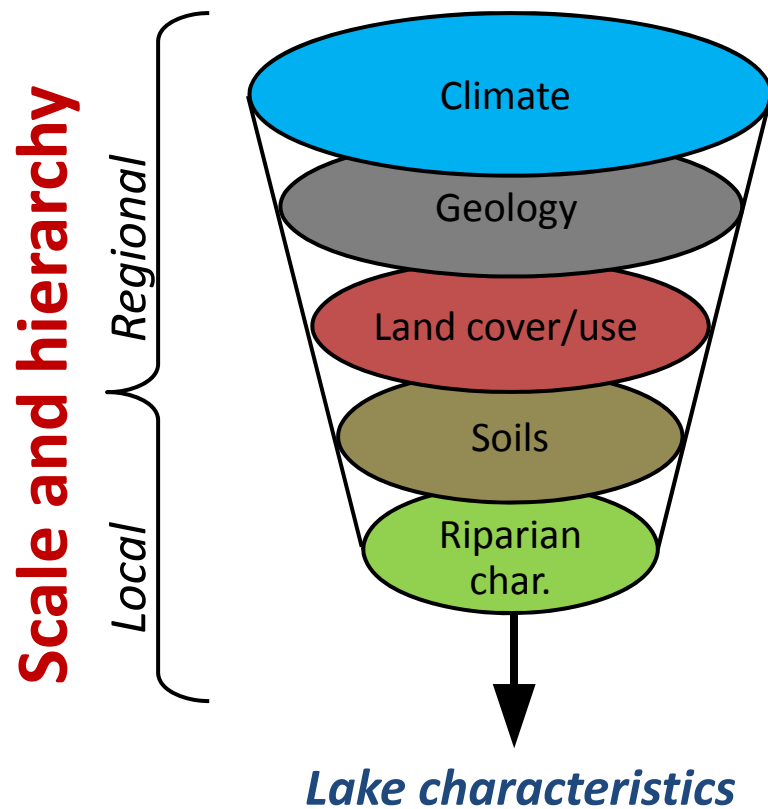 Scale and hierarchy
Regional
Local
Climate
Geology
Land cover/use
Soils
Riparian
char.
Lake characteristics